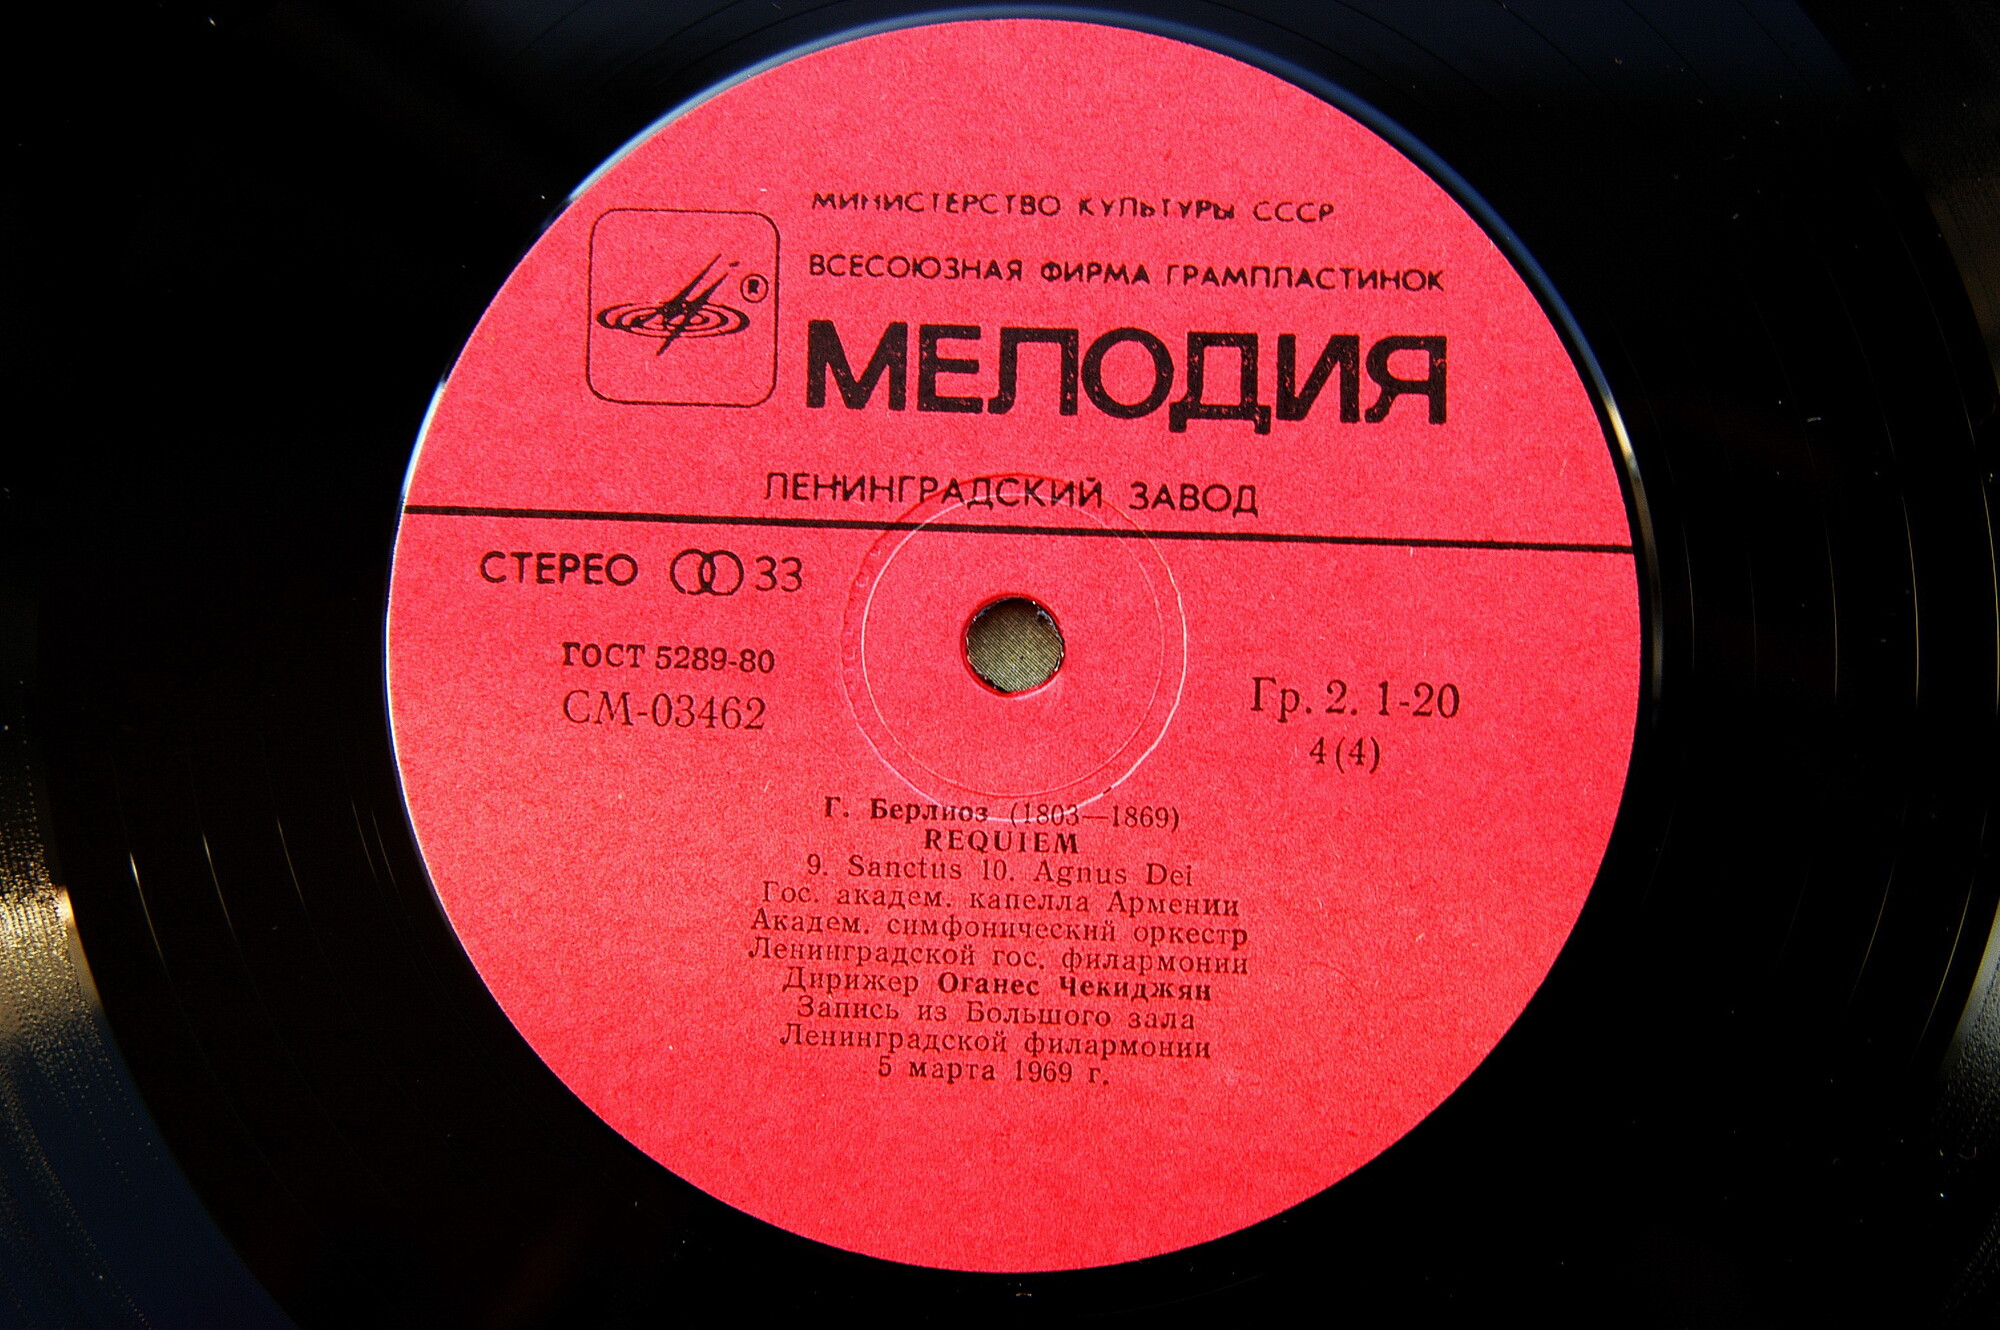 МИНИСТЕРСТВО КУЛЬТУРЫ СССР
ВСЕСОЮЗНАЯ ФИРМА ГРАМПЛАСТИНОК
®
МЕЛОДИЯ
ЛЕНИНГРАДСКИЙ ЗАВОД
СТЕРЕО 33
ГОСТ 5289-80
СМ-03462
Гр. 2. 1-20
4(4)
Г. Берлиоз (1803—1869)
REQUIEM
9. Sanctus 10. Agnus Dei
Гос. академ. капелла Армении
Академ. симфонический оркестр
Ленинградской гос. филармонии
Дирижер Оганес Чекиджян
Запись из Большого зала
Ленинградской филармонии
5 марта 1969 г.